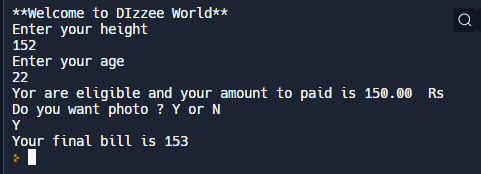 **Welcome to DIzzee World**
Enter your height
152
Enter your age
22
Yor are eligible and your amount to paid is 150.00  Rs
Do you want photo ? Y or N
Y
Your final bill is 153
>